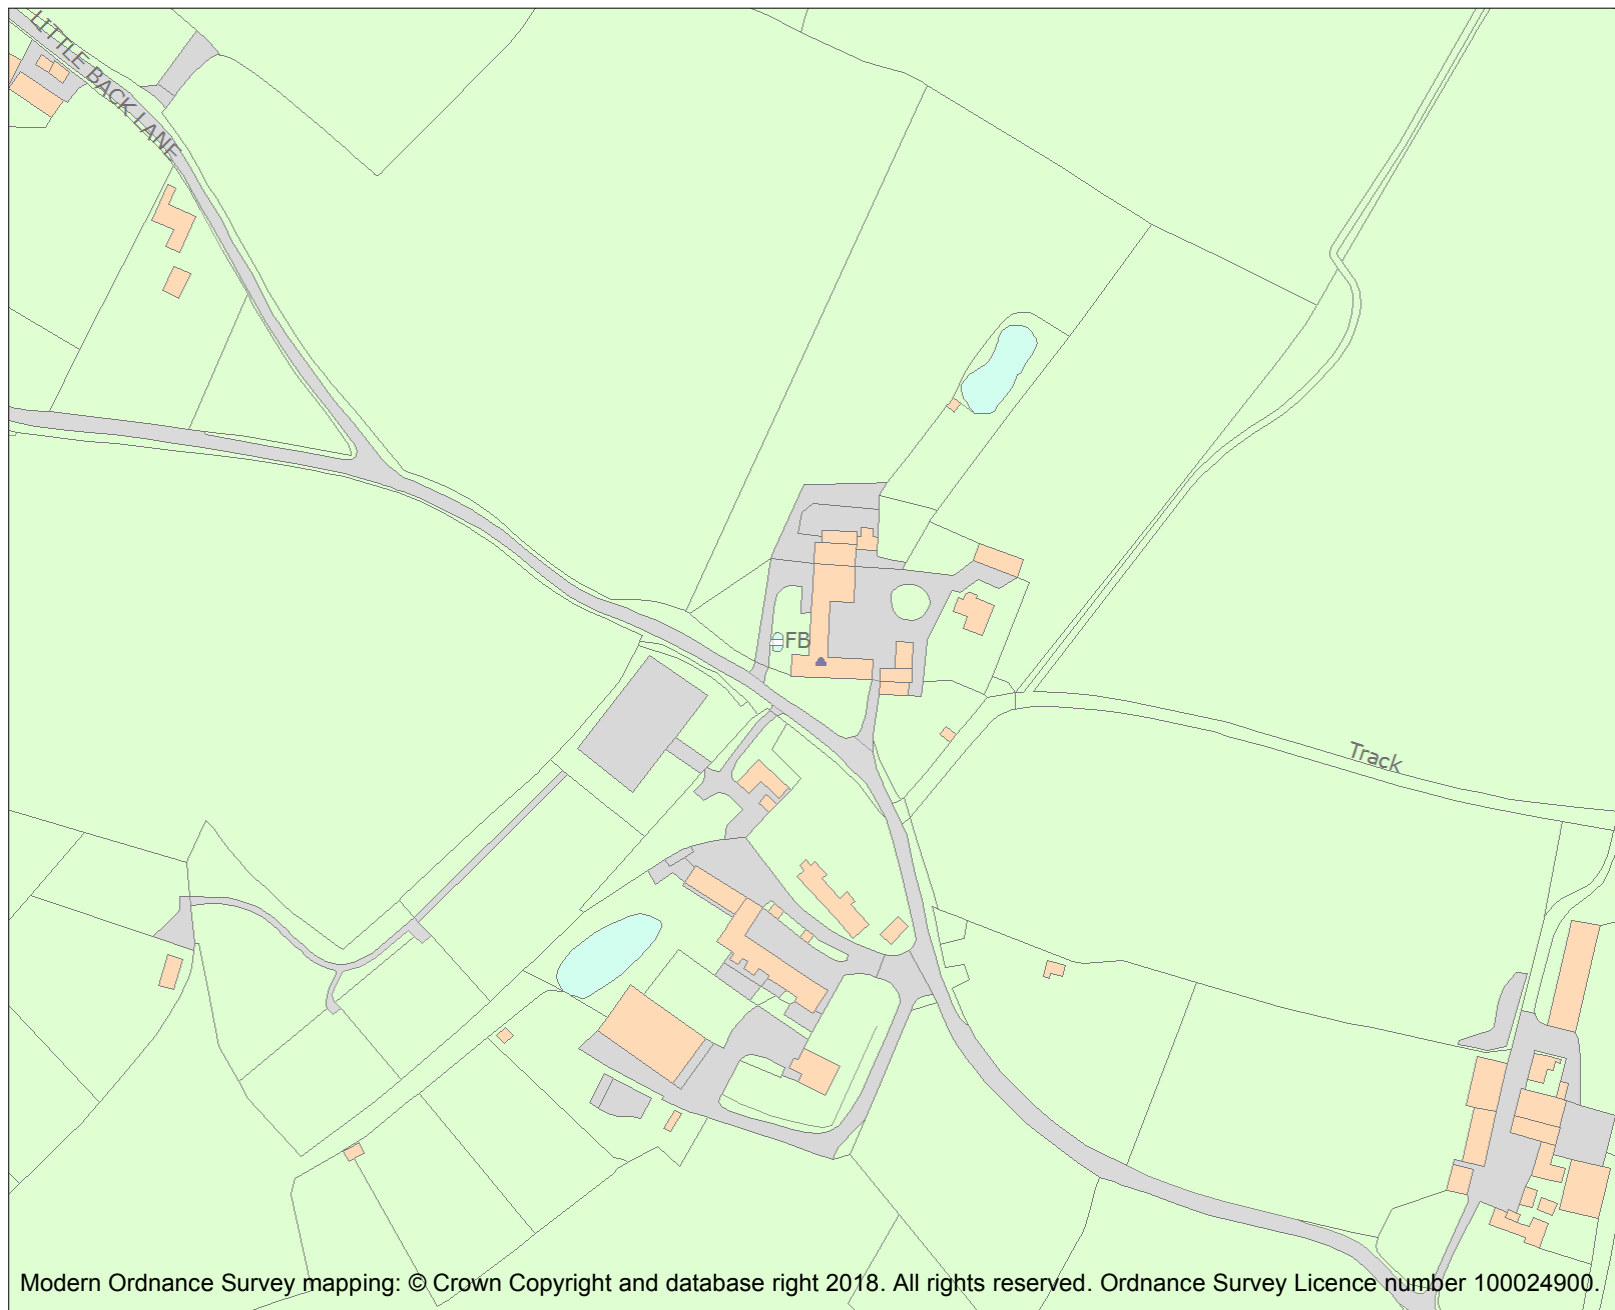 LITTLE BACK LANE
FB
Track
Modern Ordnance Survey mapping: © Crown Copyright and database right 2018. All rights reserved. Ordnance Survey Licence number 100024900.